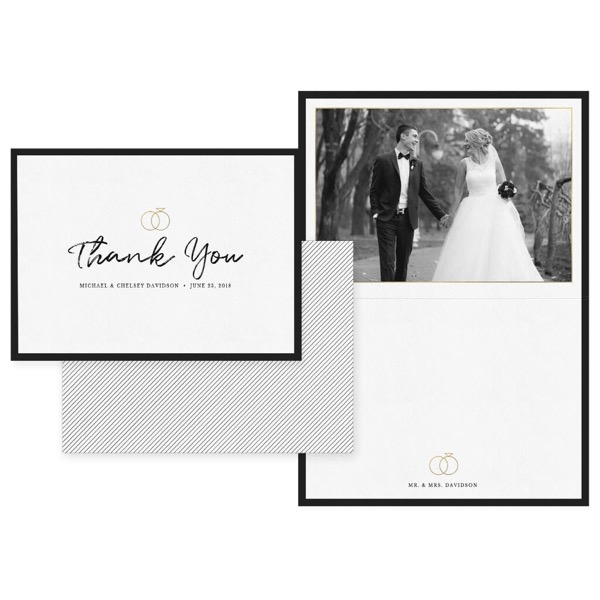 Thank You
MICHAEL & CHELSEY DAVIDSON • JUNE 23, 2018
MR. & MRS. DAVIDSON